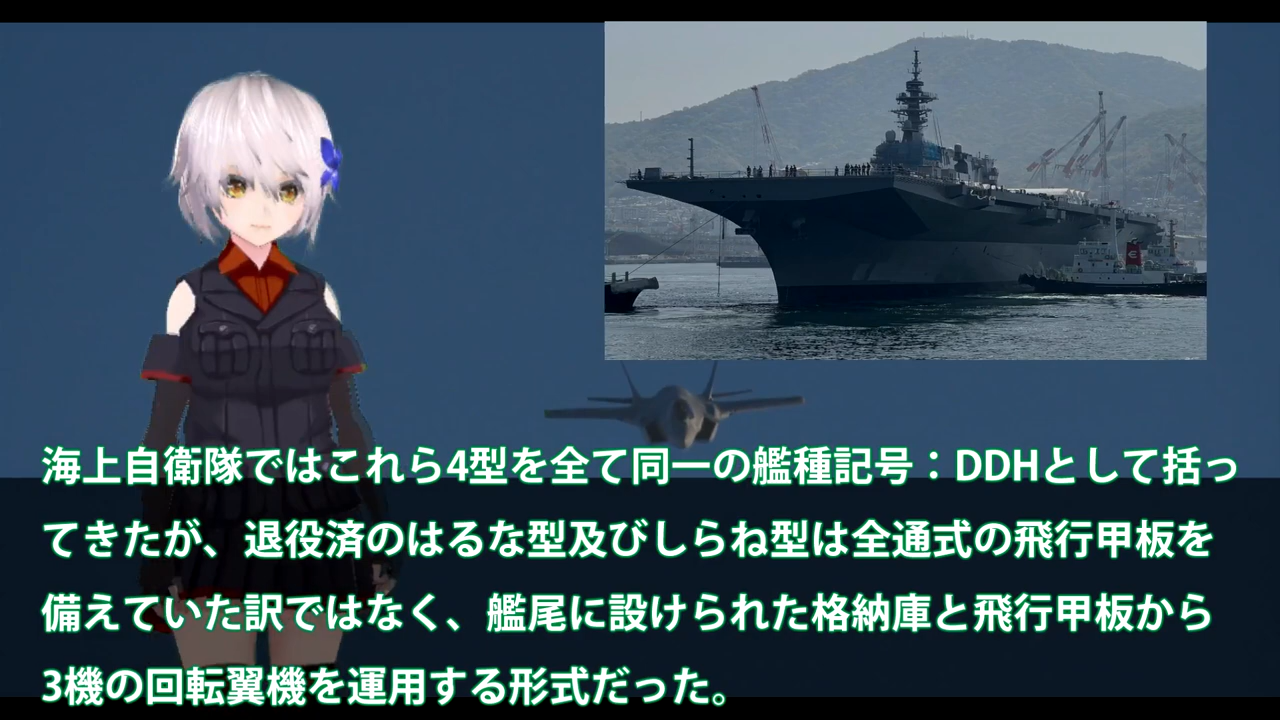 海上自衛隊ではこれら4型を全て同一の艦種記号：DDHとして括っ
てきたが、退役済のはるな型及びしらね型は全通式の飛行甲板を
備えていた訳ではなく、艦尾に設けられた格納庫と飛行甲板から
3機の回転翼機を運用する形式だった。